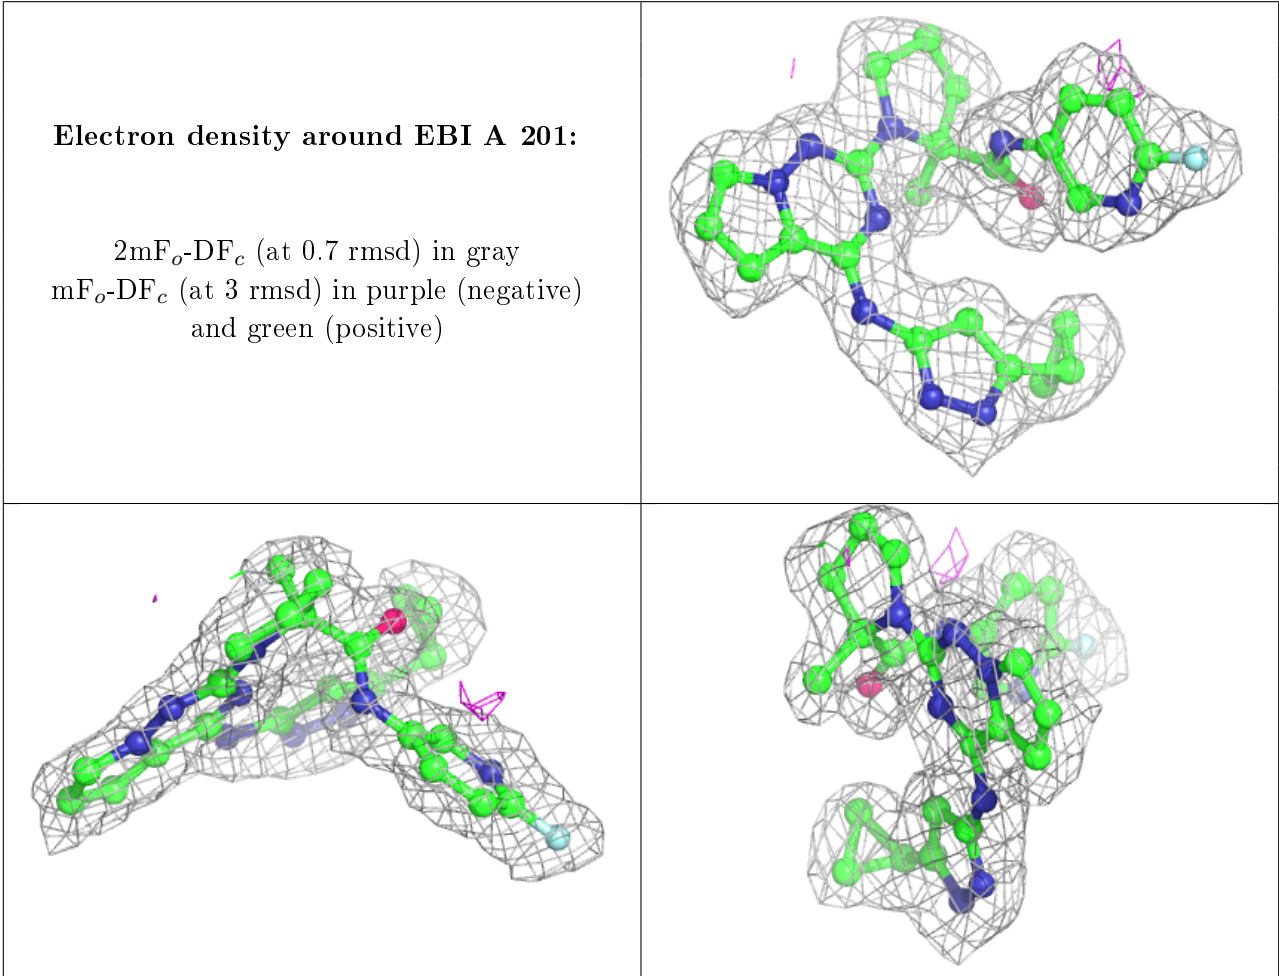 Electron density around EBI A 201:
2mFo-DFc (at 0.7 rmsd) in gray
mFo-DFc (at 3 rmsd) in purple (negative)
and green (positive)